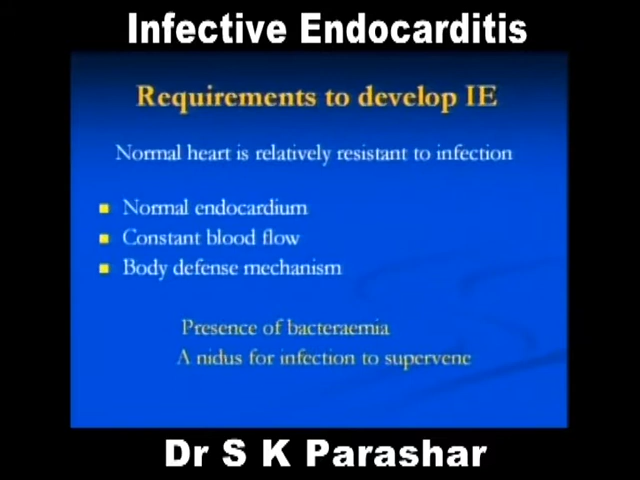 Infective Endocarditis
Requirements to develop IE
Normal heart is relatively resistant to infection
Normal endocardium
Constant blood flow
Body defense mechanism
Presence of bacteraemia
A nidus for infection to supervene
Dr S K Parashar